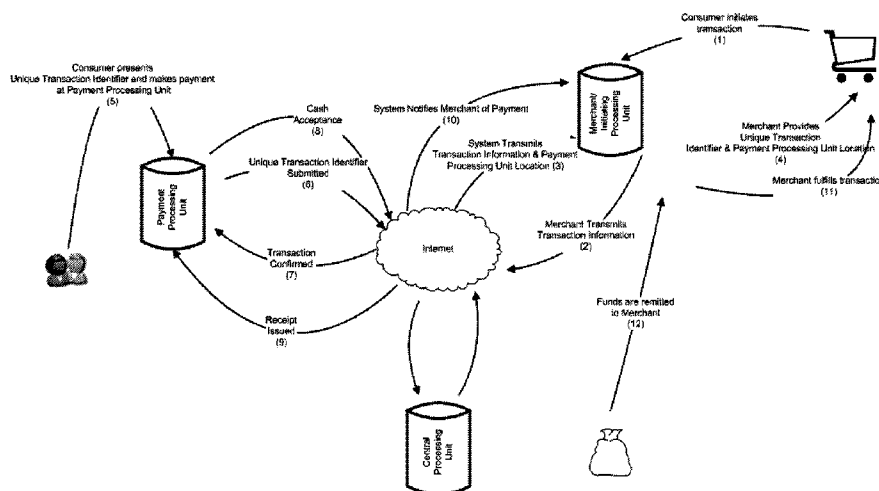 Consumer initiates
transaction
(1)
Consumer presents
Unique Transaction Identifier and makes payment
at Payment Processing Unit
(5)
Cash
Acceptance
(8)
System Notifies Merchant of Payment
(10)
Merchant/
Initiating
Processing
Unit
System Transmits
Transaction Information & Payment
Processing Unit Location (3)
Merchant Provides
Unique Transaction
Identifier & Payment Processing Unit Location
(4)
Merchant fulfills transaction
(11)
Unique Transaction Identifier
Submitted
(6)
Payment
Processing
Unit
Merchant Transmits
Transaction Information
(2)
Internet
Transaction
Confirmed
(7)
Receipt
Issued
(9)
Funds are remitted
to Merchant
(12)
Central
Processing
Unit